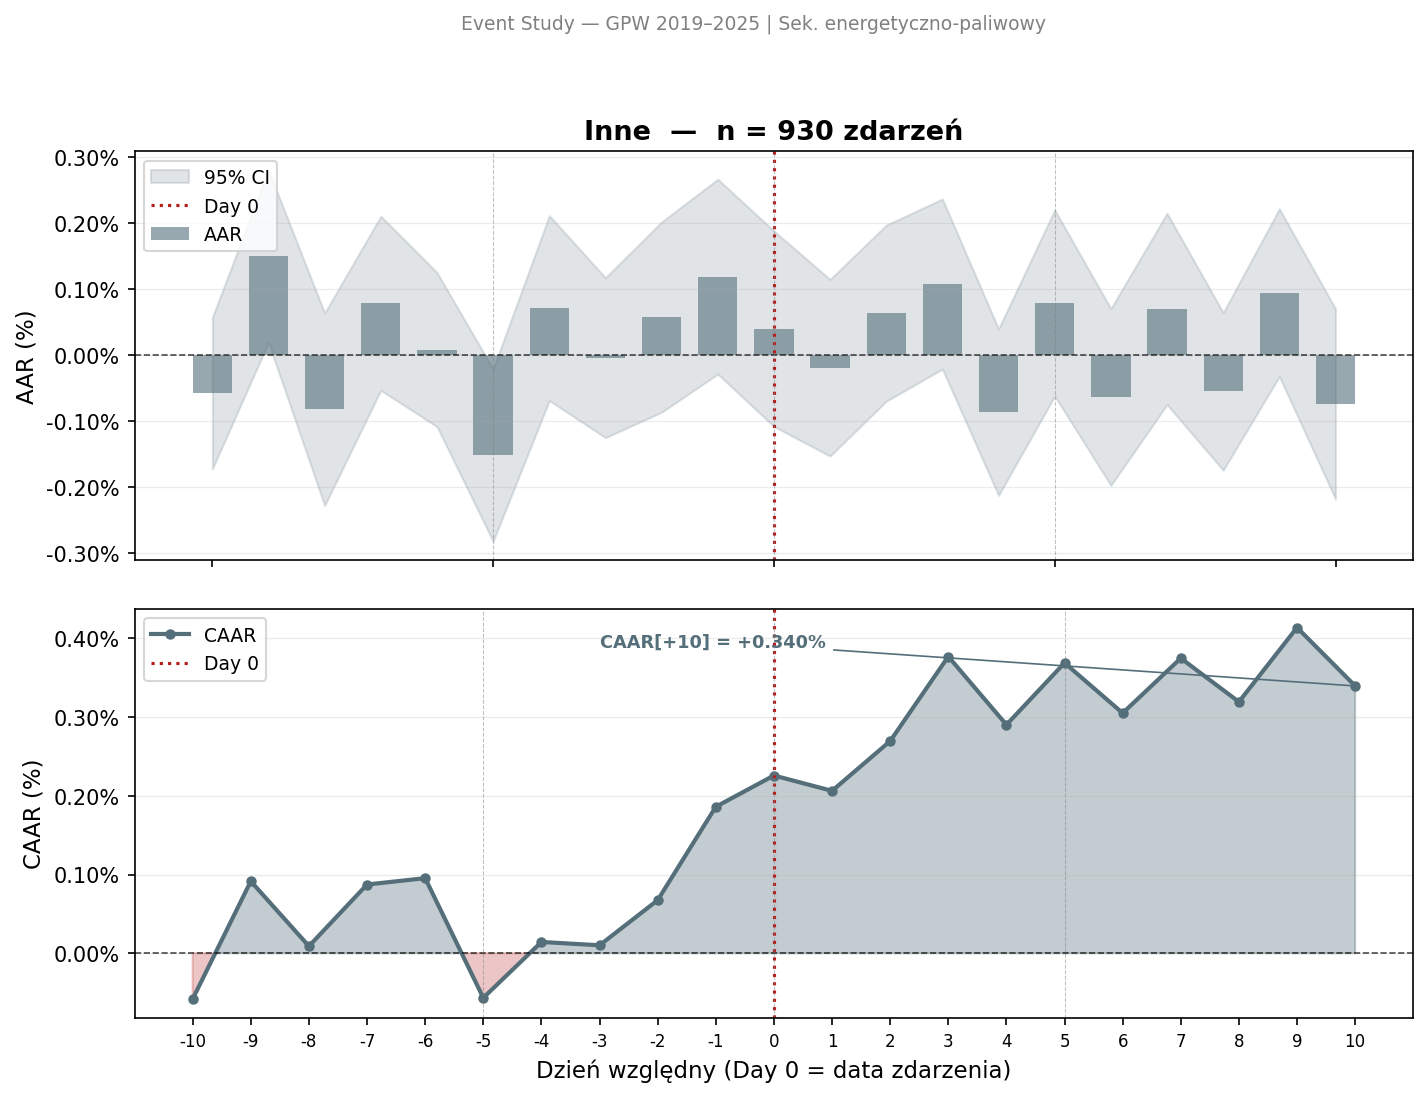 Event Study — GPW 2019–2025 | Sek. energetyczno-paliwowy
Inne — n = 930 zdarzeń
0.30%
0.20%
0.10%
0.00%
-0.10%
-0.20%
-0.30%
AAR (%)
95% CI
Day 0
AAR
0.40%
0.30%
0.20%
0.10%
0.00%
CAAR (%)
CAAR
Day 0
CAAR[+10] = +0.340%
-10 -9 -8 -7 -6 -5 -4 -3 -2 -1 0 1 2 3 4 5 6 7 8 9 10
Dzień względny (Day 0 = data zdarzenia)